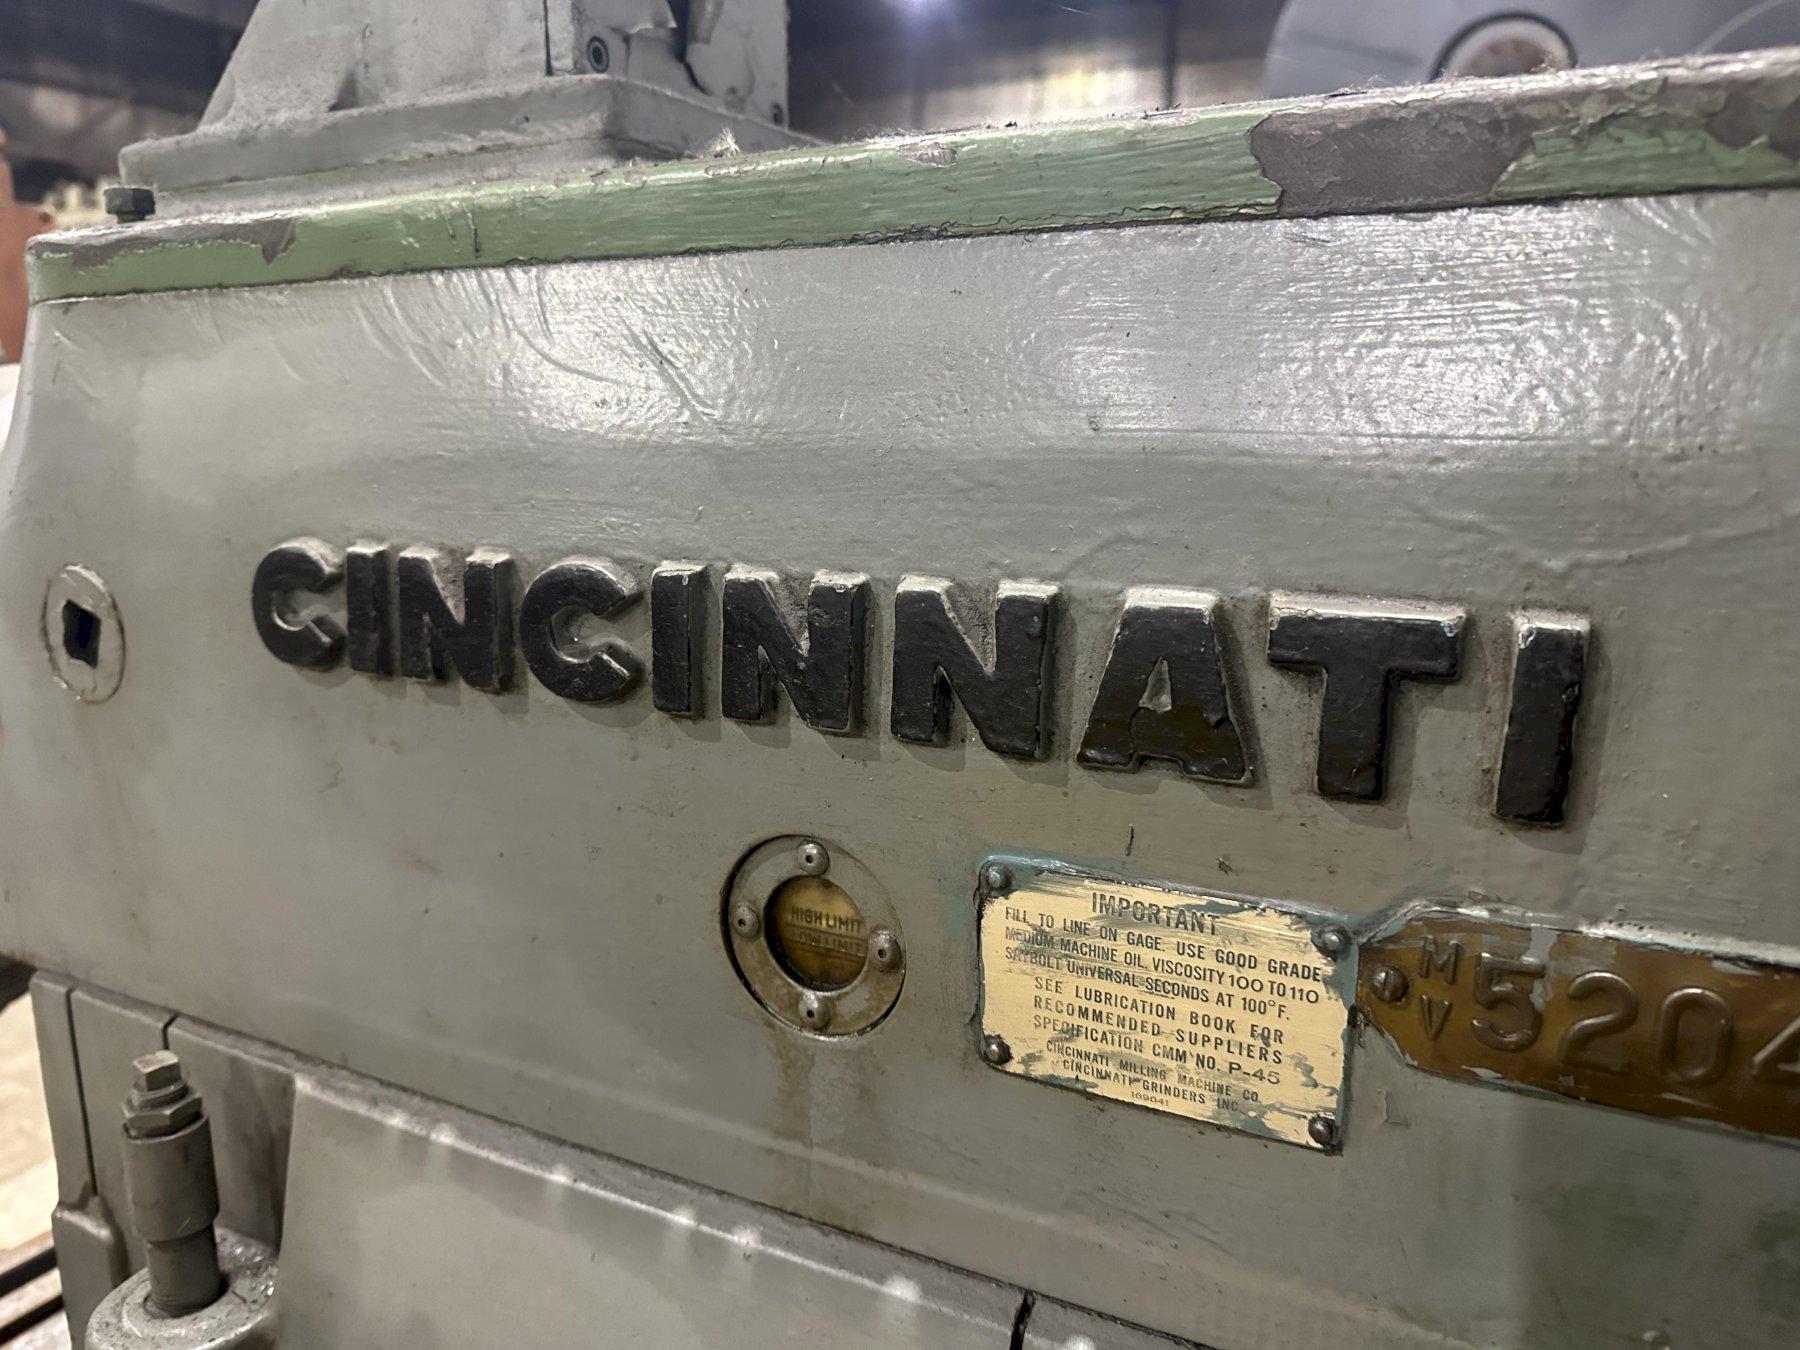 CINCINNATI
HIGH LIMIT
LOW LIMIT
IMPORTANT
FILL TO LINE ON GAGE. USE GOOD GRADE
MEDIUM MACHINE OIL. VISCOSITY 100 TO 110
SAYBOLT UNIVERSAL SECONDS AT 100°F.
SEE LUBRICATION BOOK FOR
RECOMMENDED SUPPLIERS
SPECIFICATION CMM NO. P-45
CINCINNATI MILLING MACHINE CO.
CINCINNATI GRINDERS INC.
109041
M
V
5204